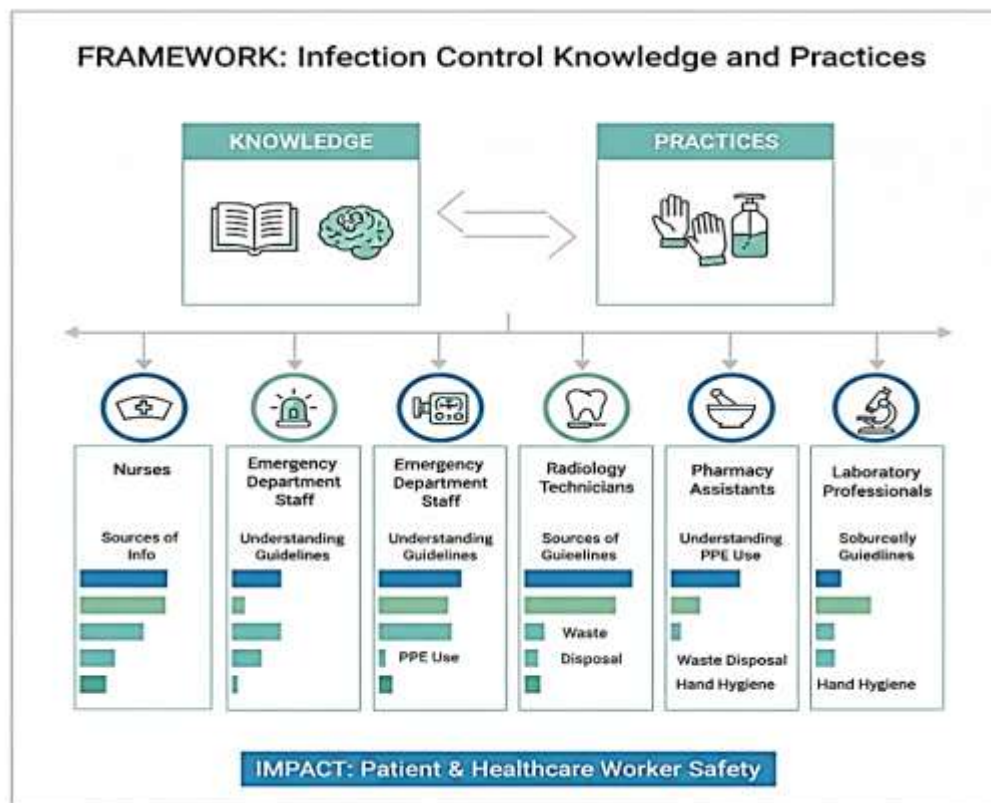 FRAMEWORK: Infection Control Knowledge and Practices
KNOWLEDGE
PRACTICES
Nurses
Sources of
Info
Emergency
Department
Staff
Understanding
Guidelines
Emergency
Department
Staff
Understanding
Guidelines
PPE Use
Radiology
Technicians
Sources of
Guieelines
Waste
Disposal
Pharmacy
Assistants
Understanding
PPE Use
Waste Disposal
Hand Hygiene
Laboratory
Professionals
Soburcatly
Guiedlines
Hand Hygiene
IMPACT: Patient & Healthcare Worker Safety